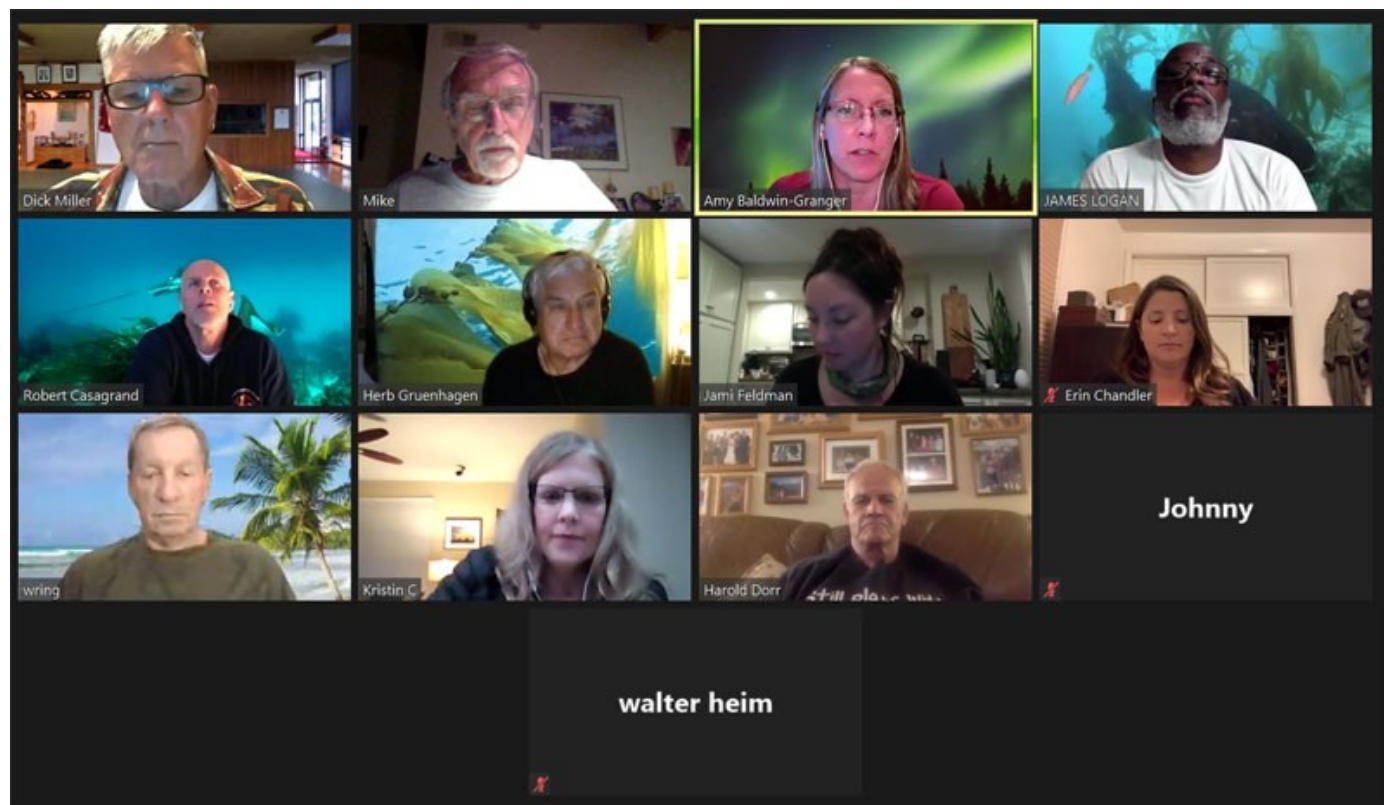 Dick Miller
Mike
Amy Baldwin-Granger
JAMES LOGAN
Robert Casagrand
Herb Gruenhagen
Jami Feldman
Erin Chandler
wring
Kristin C
Harold Dorr
Still
Johnny
walter heim